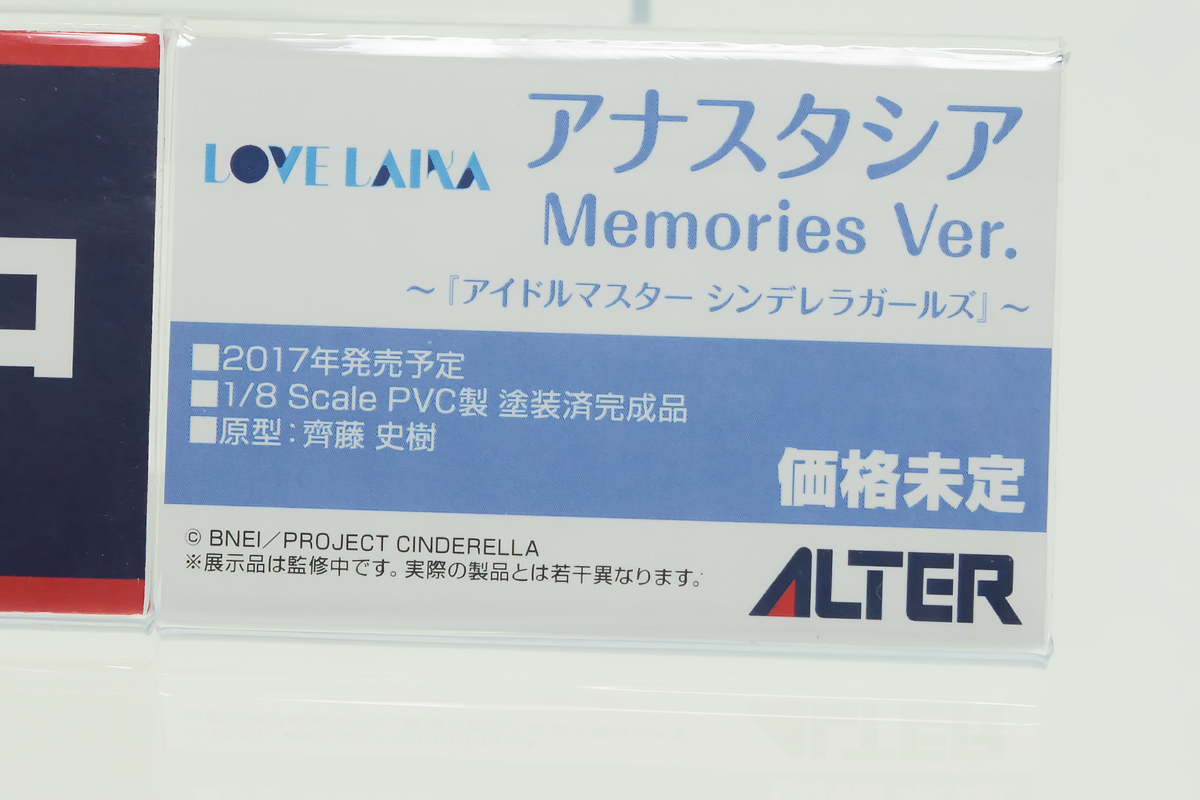 LOVE LAIKA
アナスタシア
Memories Ver.
～『アイドルマスター シンデレラガールズ』～
■2017年発売予定
■1/8 Scale PVC製 塗装済完成品
■原型：齊藤 史樹
価格未定
© BNEI／PROJECT CINDERELLA
※展示品は監修中です。実際の製品とは若干異なります。
ALTER